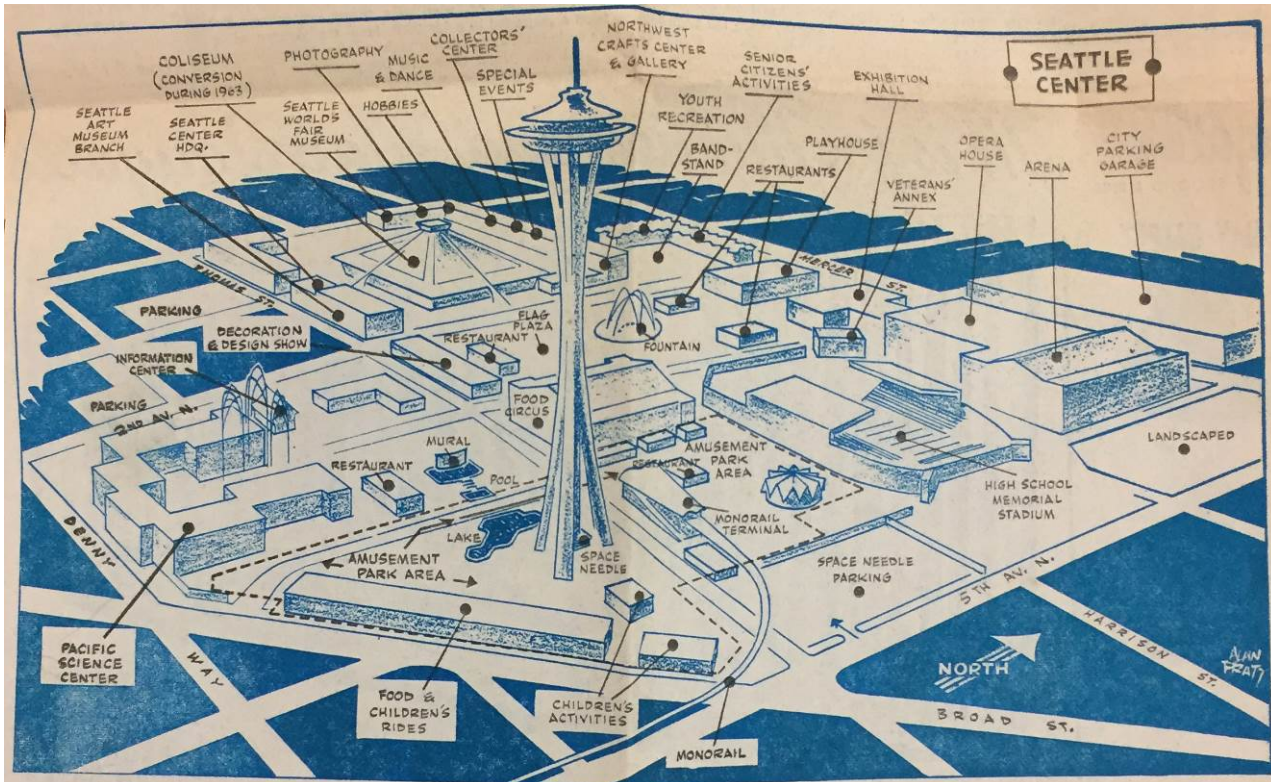 SEATTLE
CENTER
COLISEUM
(CONVERSION
DURING 1963)
PHOTOGRAPHY
MUSIC
& DANCE
COLLECTORS'
CENTER
NORTHWEST
CRAFTS CENTER
& GALLERY
SENIOR
CITIZENS'
ACTIVITIES
EXHIBITION
HALL
SEATTLE
ART
MUSEUM
BRANCH
SEATTLE
CENTER
HDQ.
SEATTLE
WORLDS
FAIR
MUSEUM
HOBBIES
SPECIAL
EVENTS
YOUTH
RECREATION
BAND-
STAND
RESTAURANTS
PLAYHOUSE
VETERANS'
ANNEX
OPERA
HOUSE
ARENA
CITY
PARKING
GARAGE
THOMAS ST.
MERCER
ST.
PARKING
DECORATION
& DESIGN SHOW
RESTAURANT
FLAG
PLAZA
FOUNTAIN
INFORMATION
CENTER
PARKING
2ND AV. N.
FOOD
CIRCUS
MURAL
RESTAURANT
POOL
AMUSEMENT
PARK AREA
RESTAURANT
LANDSCAPED
HIGH SCHOOL
MEMORIAL
STADIUM
MONORAIL
TERMINAL
LAKE
SPACE
NEEDLE
AMUSEMENT
PARK AREA
SPACE NEEDLE
PARKING
5TH AV. N.
DENNY
WAY
PACIFIC
SCIENCE
CENTER
FOOD &
CHILDREN'S
RIDES
CHILDREN'S
ACTIVITIES
MONORAIL
NORTH
HARRISON
ST.
BROAD ST.
ALAN
PRATT